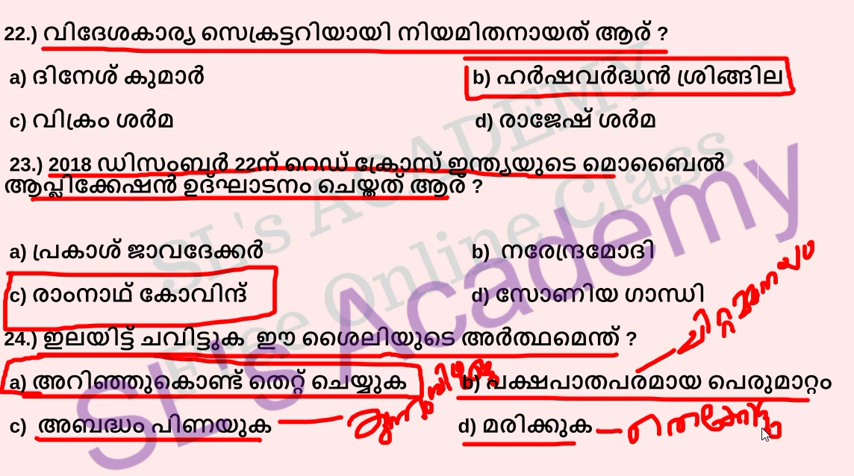 22.) വിദേശകാര്യ സെക്രട്ടറിയായി നിയമിതനായത് ആര് ?
a) ദിനേശ് കുമാർ b) ഹർഷവർദ്ധൻ ശ്രിങ്ങില
c) വിക്രം ശർമ d) രാജേഷ് ശർമ
23.) 2018 ഡിസംബർ 22ന് റെഡ് ക്രോസ് ഇന്ത്യയുടെ മൊബൈൽ
ആപ്ലിക്കേഷൻ ഉദ്ഘാടനം ചെയ്തത് ആര് ?
a) പ്രകാശ് ജാവദേക്കർ b) നരേന്ദ്രമോദി
c) രാംനാഥ് കോവിന്ദ് d) സോണിയ ഗാന്ധി
24.) ഇലയിട്ട് ചവിട്ടുക ഈ ശൈലിയുടെ അർത്ഥമെന്ത് ?
a) അറിഞ്ഞുകൊണ്ട് തെറ്റ് ചെയ്യുക b) പക്ഷപാതപരമായ പെരുമാറ്റം
c) അബദ്ധം പിണയുക d) മരിക്കുക
SL's Academy
SL's ACADEMY
Free Online Class